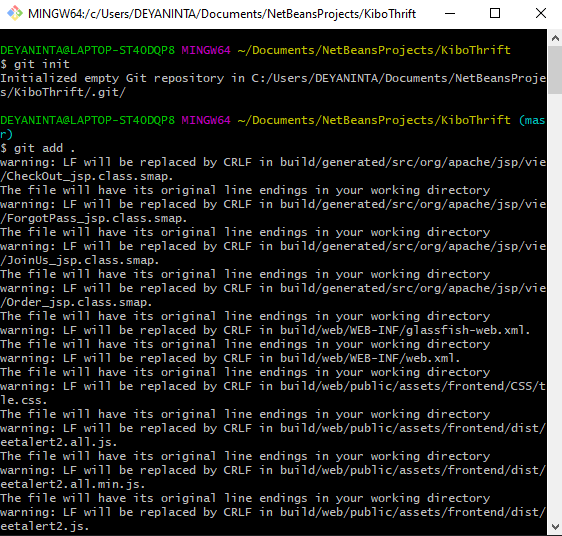 MINGW64:/c/Users/DEYANINTA/Documents/NetBeansProjects/KiboThrift
DEYANINTA@LAPTOP-ST4ODQP8 MINGW64 ~/Documents/NetBeansProjects/KiboThrift
$ git init
Initialized empty Git repository in C:/Users/DEYANINTA/Documents/NetBeansProje
s/KiboThrift/.git/
DEYANINTA@LAPTOP-ST4ODQP8 MINGW64 ~/Documents/NetBeansProjects/KiboThrift (mas
r)
$ git add .
warning: LF will be replaced by CRLF in build/generated/src/org/apache/jsp/vie
/CheckOut_jsp.class.smap.
The file will have its original line endings in your working directory
warning: LF will be replaced by CRLF in build/generated/src/org/apache/jsp/vie
/ForgotPass_jsp.class.smap.
The file will have its original line endings in your working directory
warning: LF will be replaced by CRLF in build/generated/src/org/apache/jsp/vie
/JoinUs_jsp.class.smap.
The file will have its original line endings in your working directory
warning: LF will be replaced by CRLF in build/generated/src/org/apache/jsp/vie
/Order_jsp.class.smap.
The file will have its original line endings in your working directory
warning: LF will be replaced by CRLF in build/web/WEB-INF/glassfish-web.xml.
The file will have its original line endings in your working directory
warning: LF will be replaced by CRLF in build/web/WEB-INF/web.xml.
The file will have its original line endings in your working directory
warning: LF will be replaced by CRLF in build/web/public/assets/frontend/CSS/t
le.css.
The file will have its original line endings in your working directory
warning: LF will be replaced by CRLF in build/web/public/assets/frontend/dist/
eetalert2.all.js.
The file will have its original line endings in your working directory
warning: LF will be replaced by CRLF in build/web/public/assets/frontend/dist/
eetalert2.all.min.js.
The file will have its original line endings in your working directory
warning: LF will be replaced by CRLF in build/web/public/assets/frontend/dist/
eetalert2.js.